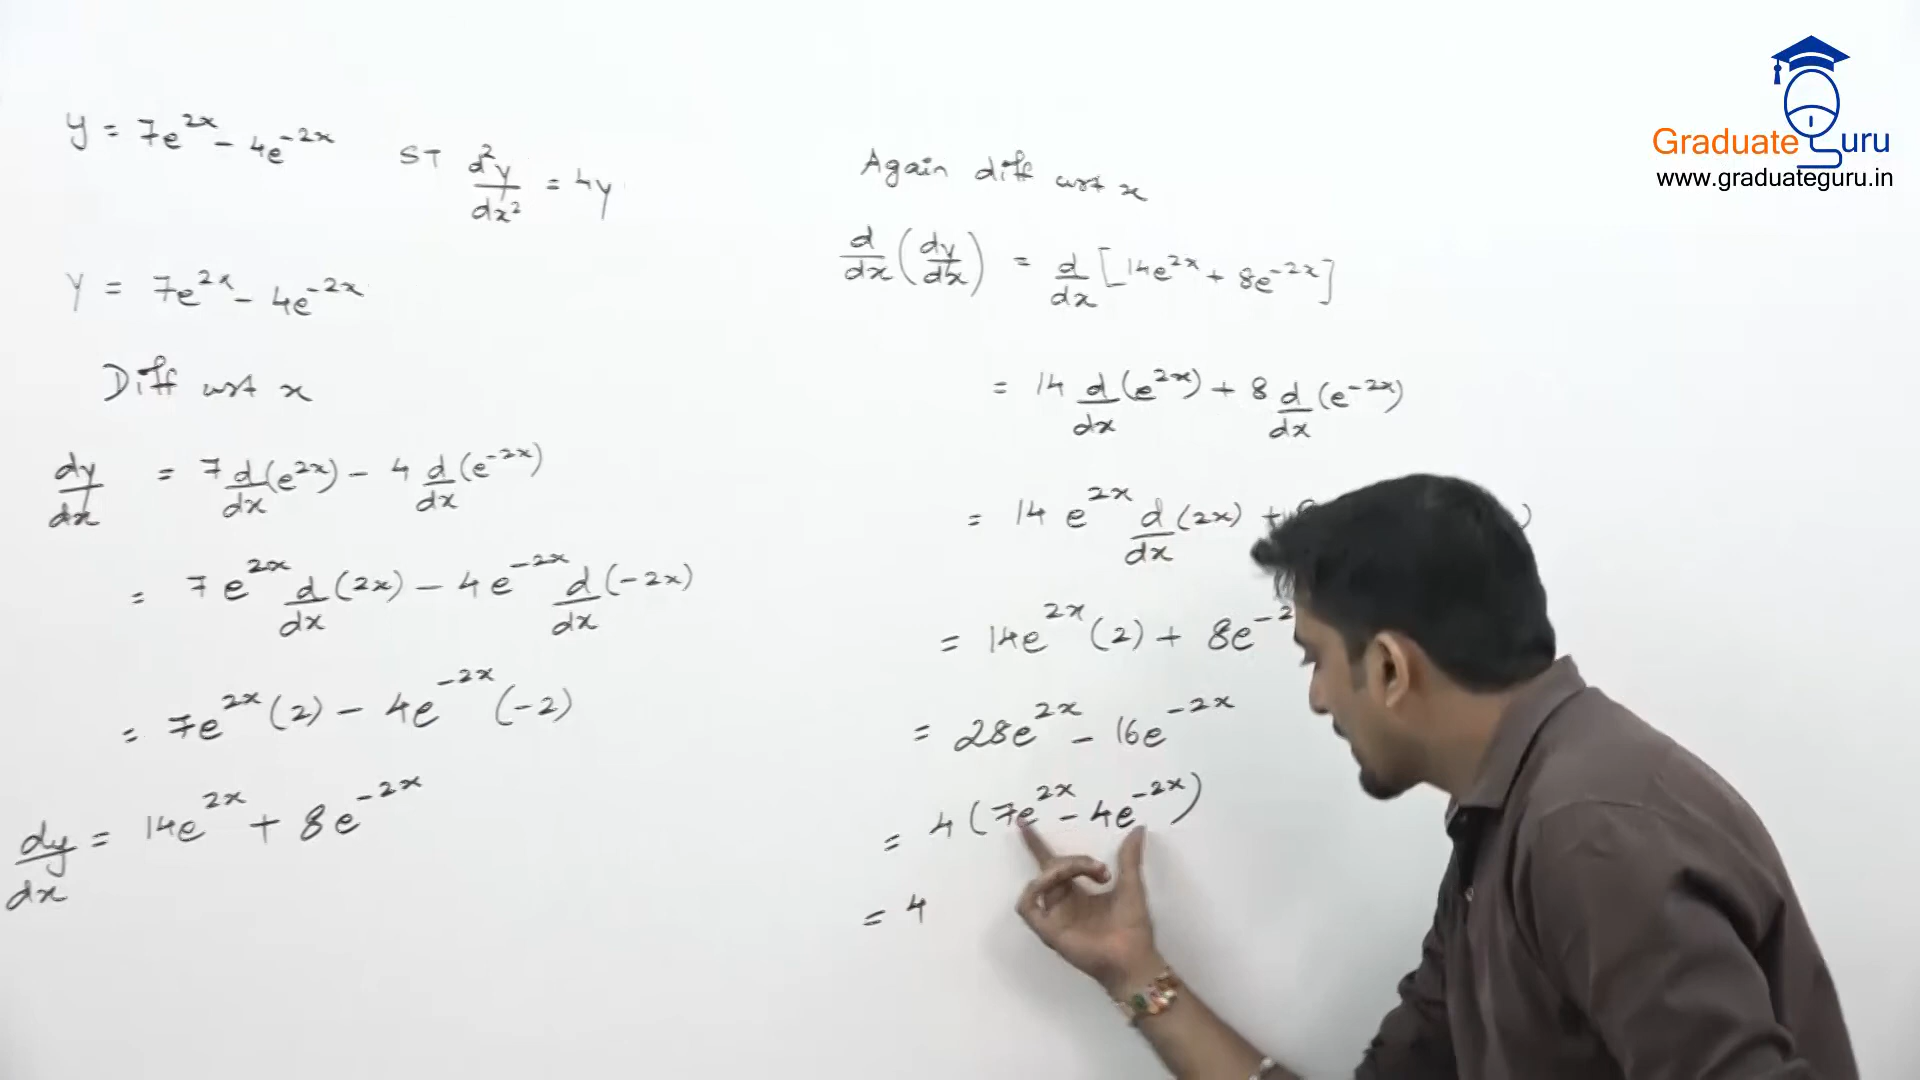 y = 7e^{2x} - 4e^{-2x} ST d²y/dx² = 4y
y = 7e^{2x} - 4e^{-2x}
Diff wrt x
dy/dx = 7 d/dx (e^{2x}) - 4 d/dx (e^{-2x})
= 7e^{2x} d/dx (2x) - 4e^{-2x} d/dx (-2x)
= 7e^{2x} (2) - 4e^{-2x} (-2)
dy/dx = 14e^{2x} + 8e^{-2x}
Again diff wrt x
d/dx (dy/dx) = d/dx [14e^{2x} + 8e^{-2x}]
= 14 d/dx (e^{2x}) + 8 d/dx (e^{-2x})
= 14 e^{2x} d/dx (2x) + )
= 14e^{2x} (2) + 8e^{-2
= 28e^{2x} - 16e^{-2x}
= 4 (7e^{2x} - 4e^{-2x})
= 4
Graduate Guru
www.graduateguru.in